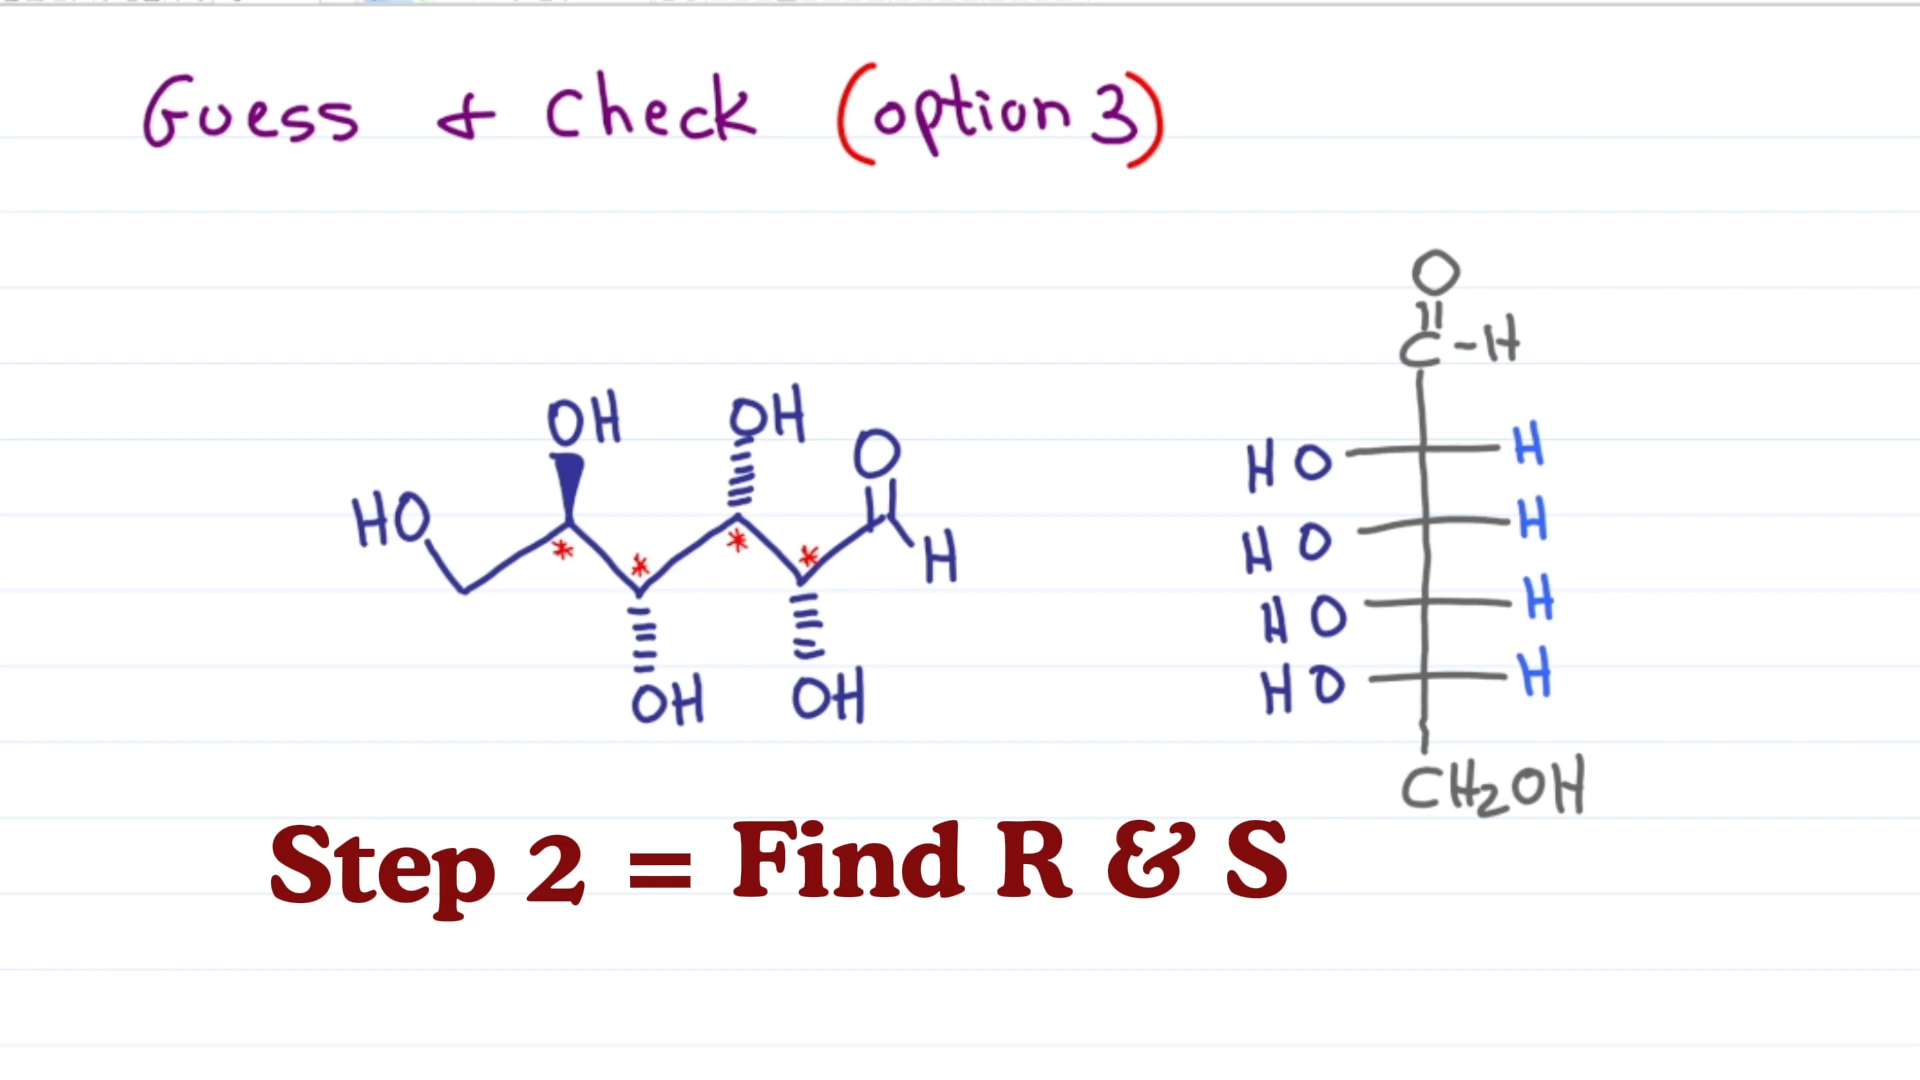 Guess + Check (option 3)
O
C-H
OH OH O
HO H
HO H
* * * *
HO H
HO H
OH OH
HO H
CH2OH
Step 2 = Find R & S